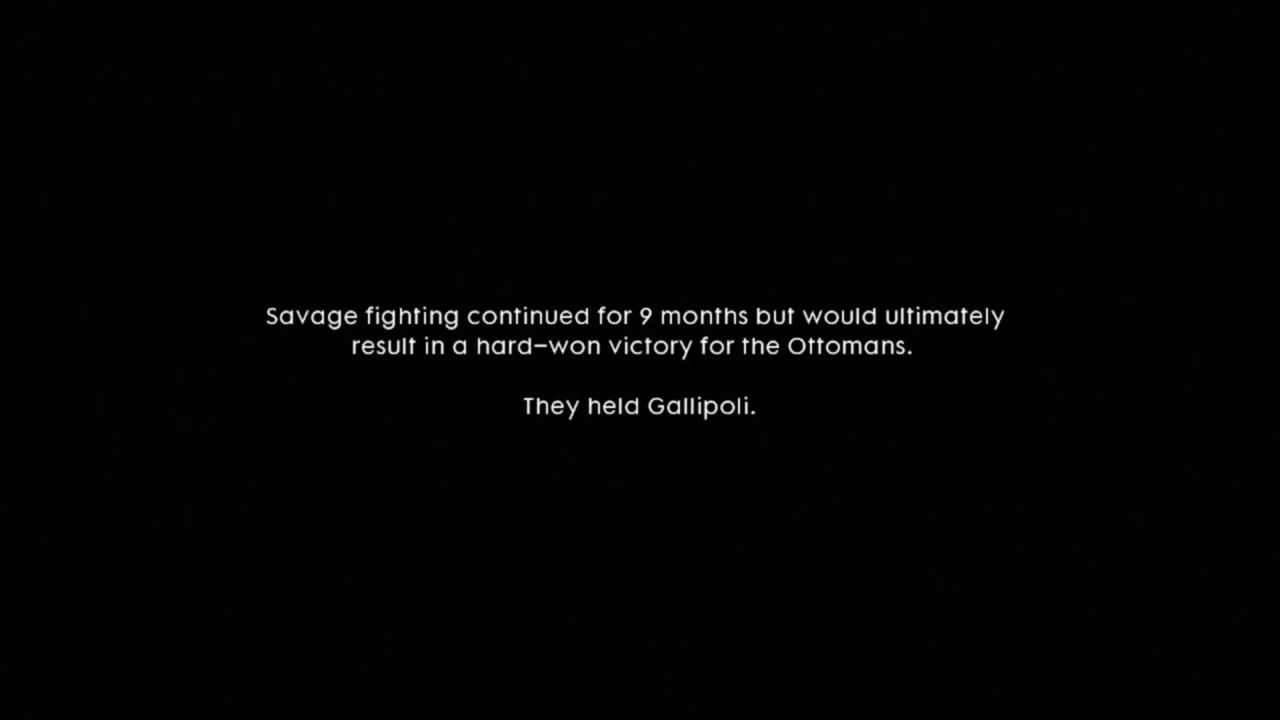 Savage fighting continued for 9 months but would ultimately
result in a hard–won victory for the Ottomans.
They held Gallipoli.